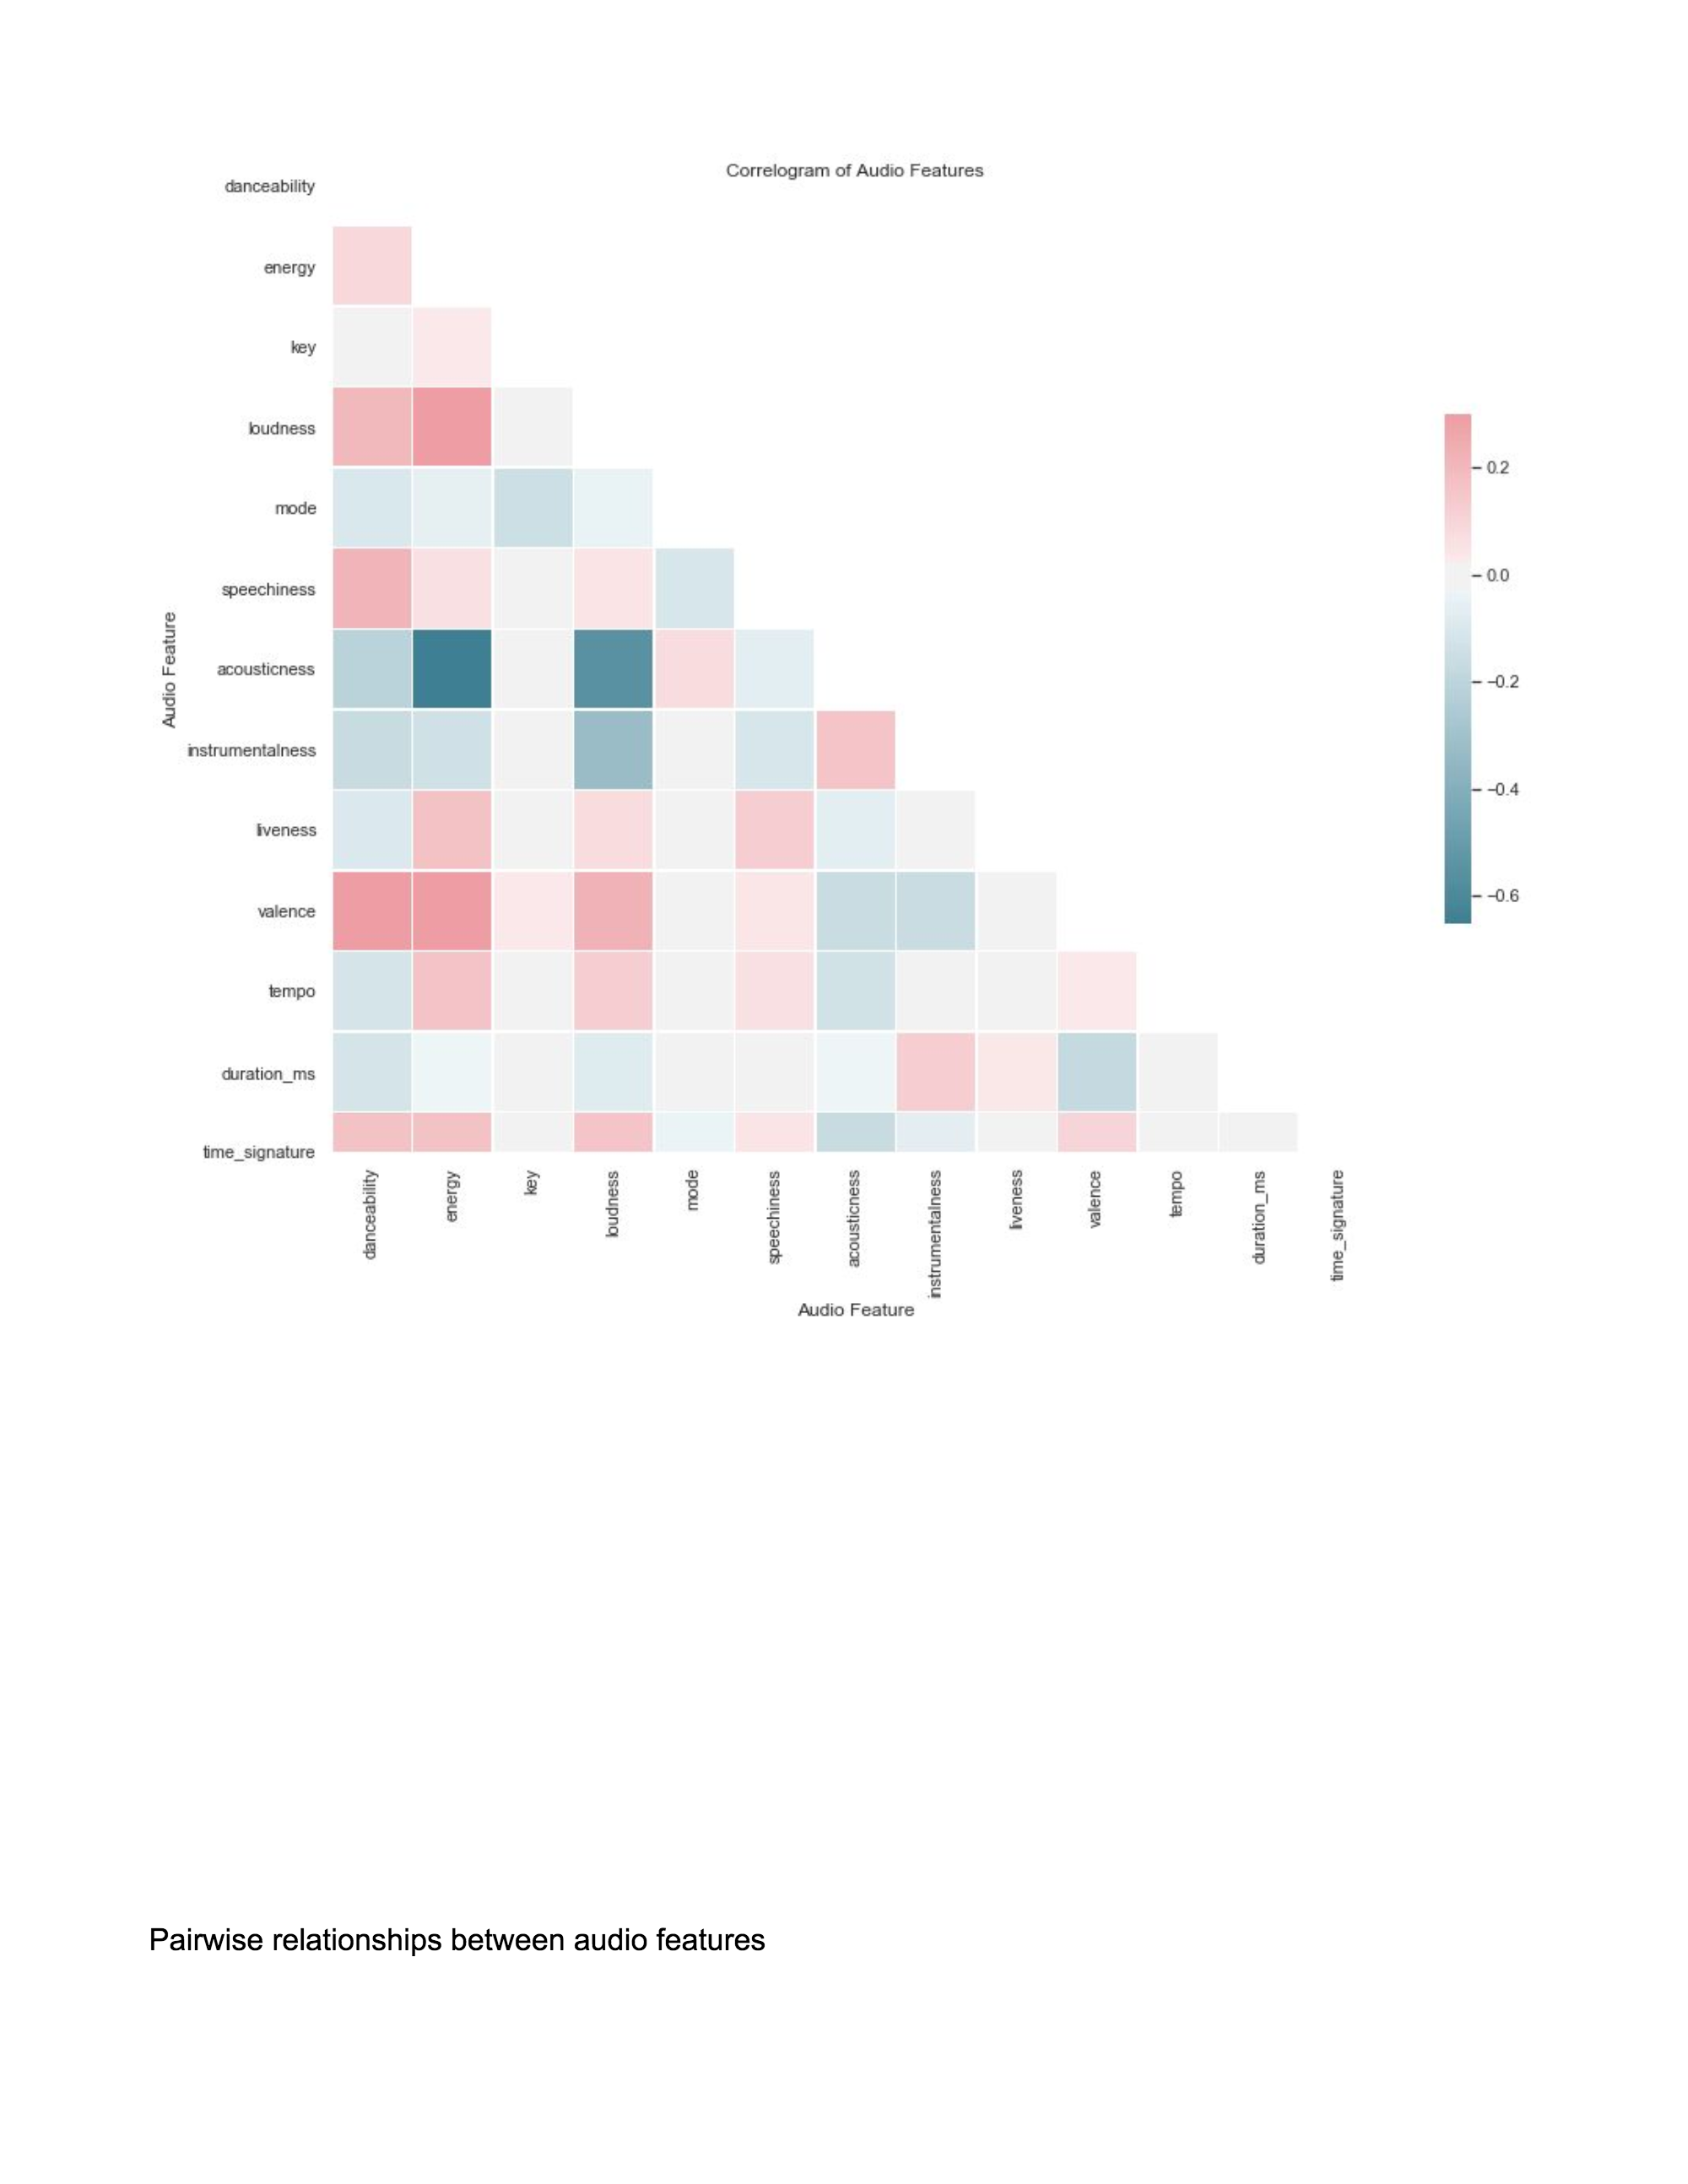 Correlogram of Audio Features
danceability
energy
key
loudness
mode
speechiness
acousticness
instrumentalness
liveness
valence
tempo
duration_ms
time_signature
Audio Feature
0.2
0.0
−0.2
−0.4
−0.6
danceability
energy
key
loudness
mode
speechiness
acousticness
instrumentalness
liveness
valence
tempo
duration_ms
time_signature
Audio Feature
Pairwise relationships between audio features